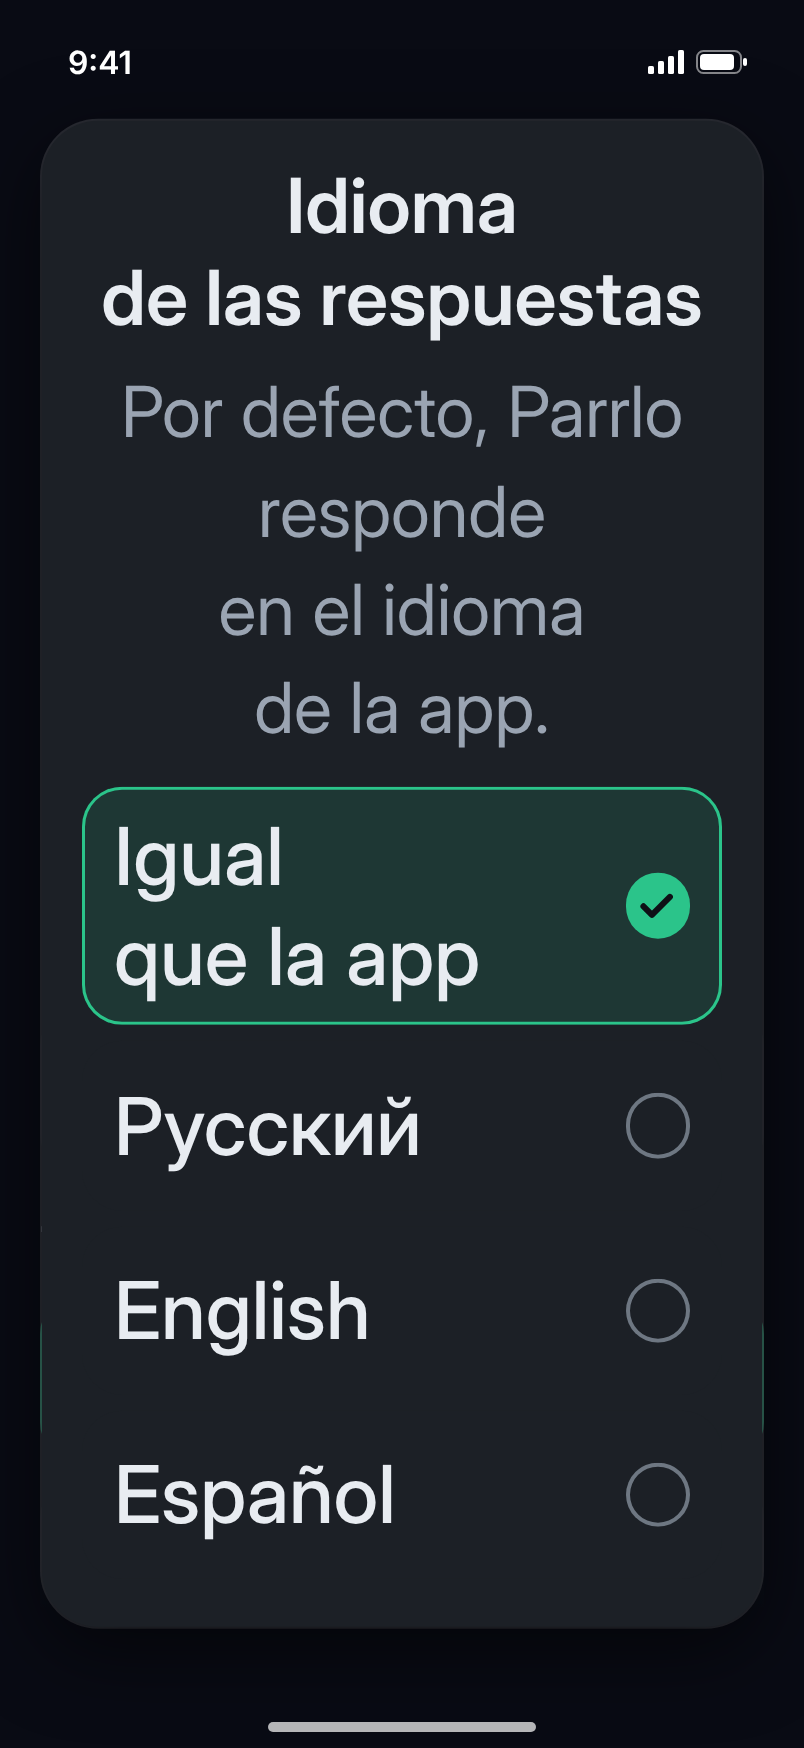 9:41
Idioma
de las respuestas
Por defecto, Parrlo
responde
en el idioma
de la app.
Igual
que la app
Русский
English
Español